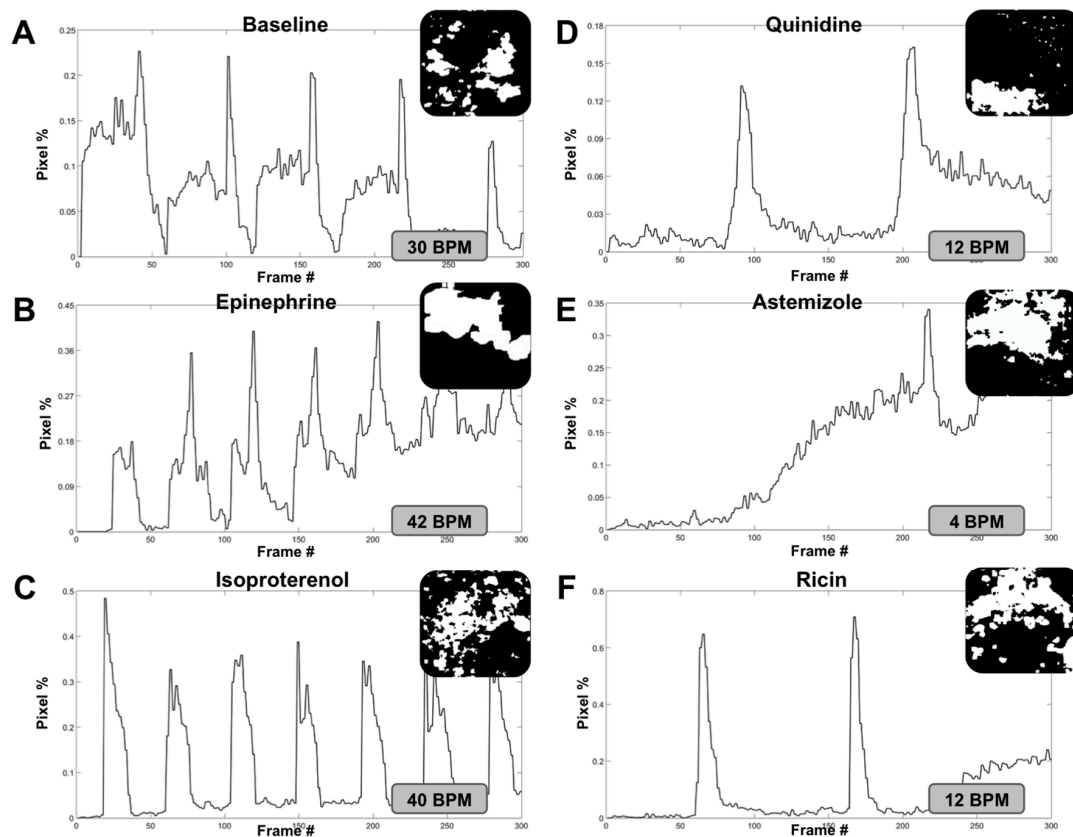 A
Baseline
0.25
0.2
0.15
0.1
0.05
0
Pixel %
50
100
150
200
250
300
Frame #
30 BPM
B
Epinephrine
0.45
0.36
0.27
0.18
0.09
0
Pixel %
0
50
100
150
200
250
300
Frame #
42 BPM
C
Isoproterenol
0.5
0.4
0.3
0.2
0.1
0
Pixel %
0
50
100
150
200
250
300
Frame #
40 BPM
D
Quinidine
0.18
0.15
0.12
0.09
0.06
0.03
0
Pixel %
0
50
100
150
200
250
300
Frame #
12 BPM
E
Astemizole
0.35
0.3
0.25
0.2
0.15
0.1
0.05
0
Pixel %
0
50
100
150
200
250
300
Frame #
4 BPM
F
Ricin
0.8
0.6
0.4
0.2
0
Pixel %
0
50
100
150
200
250
300
Frame #
12 BPM